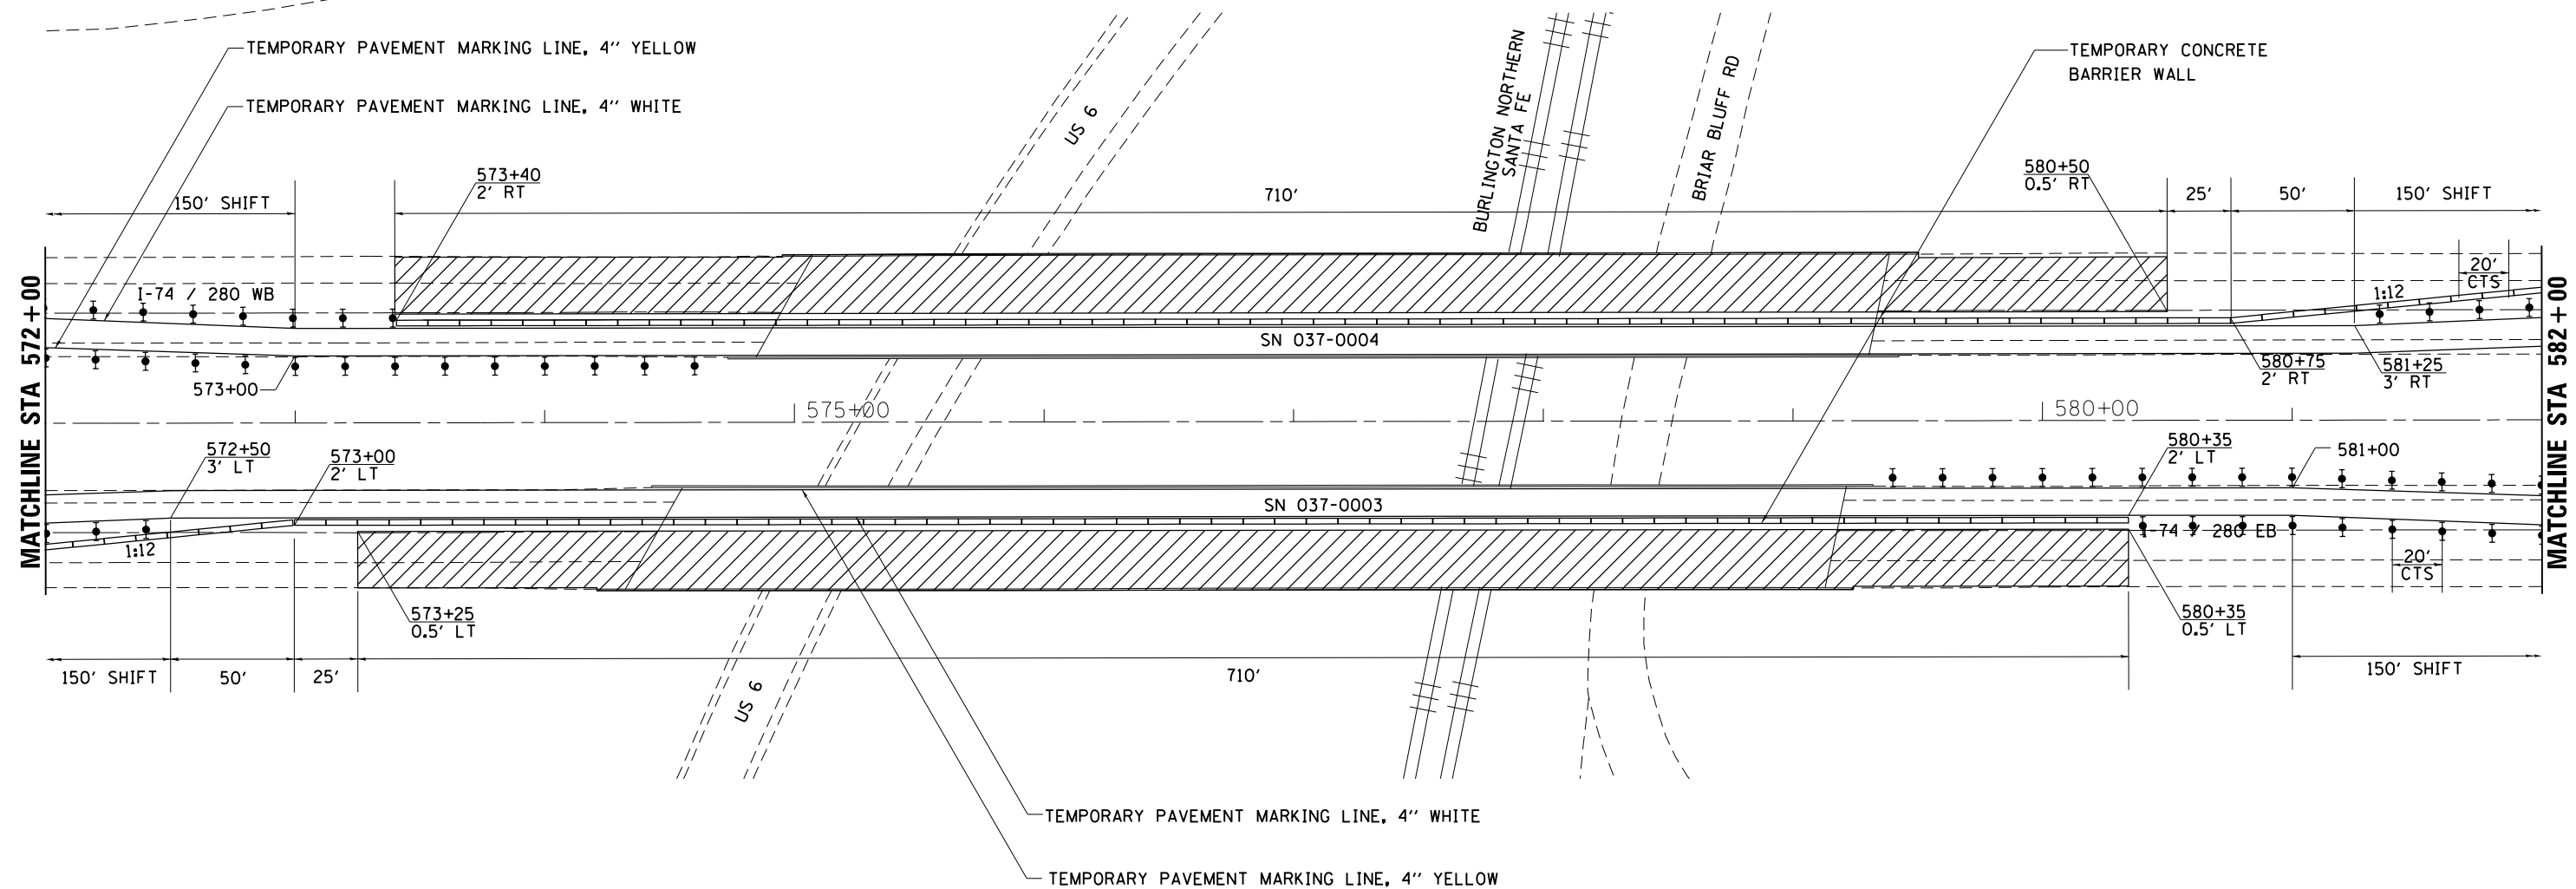 TEMPORARY PAVEMENT MARKING LINE, 4'' YELLOW
TEMPORARY PAVEMENT MARKING LINE, 4'' WHITE
TEMPORARY CONCRETE
BARRIER WALL
US 6
BURLINGTON NORTHERN
SANTA FE
BRIAR BLUFF RD
573+40
2' RT
580+50
0.5' RT
150' SHIFT
710'
25'
50'
150' SHIFT
20'
CTS
1:12
I-74 / 280 WB
SN 037-0004
573+00
580+75
2' RT
581+25
3' RT
MATCHLINE STA 572+00
MATCHLINE STA 582+00
575+00
580+00
572+50
3' LT
573+00
2' LT
580+35
2' LT
581+00
SN 037-0003
1:12
I-74 / 280 EB
20'
CTS
573+25
0.5' LT
580+35
0.5' LT
150' SHIFT
50'
25'
710'
150' SHIFT
US 6
TEMPORARY PAVEMENT MARKING LINE, 4'' WHITE
TEMPORARY PAVEMENT MARKING LINE, 4'' YELLOW